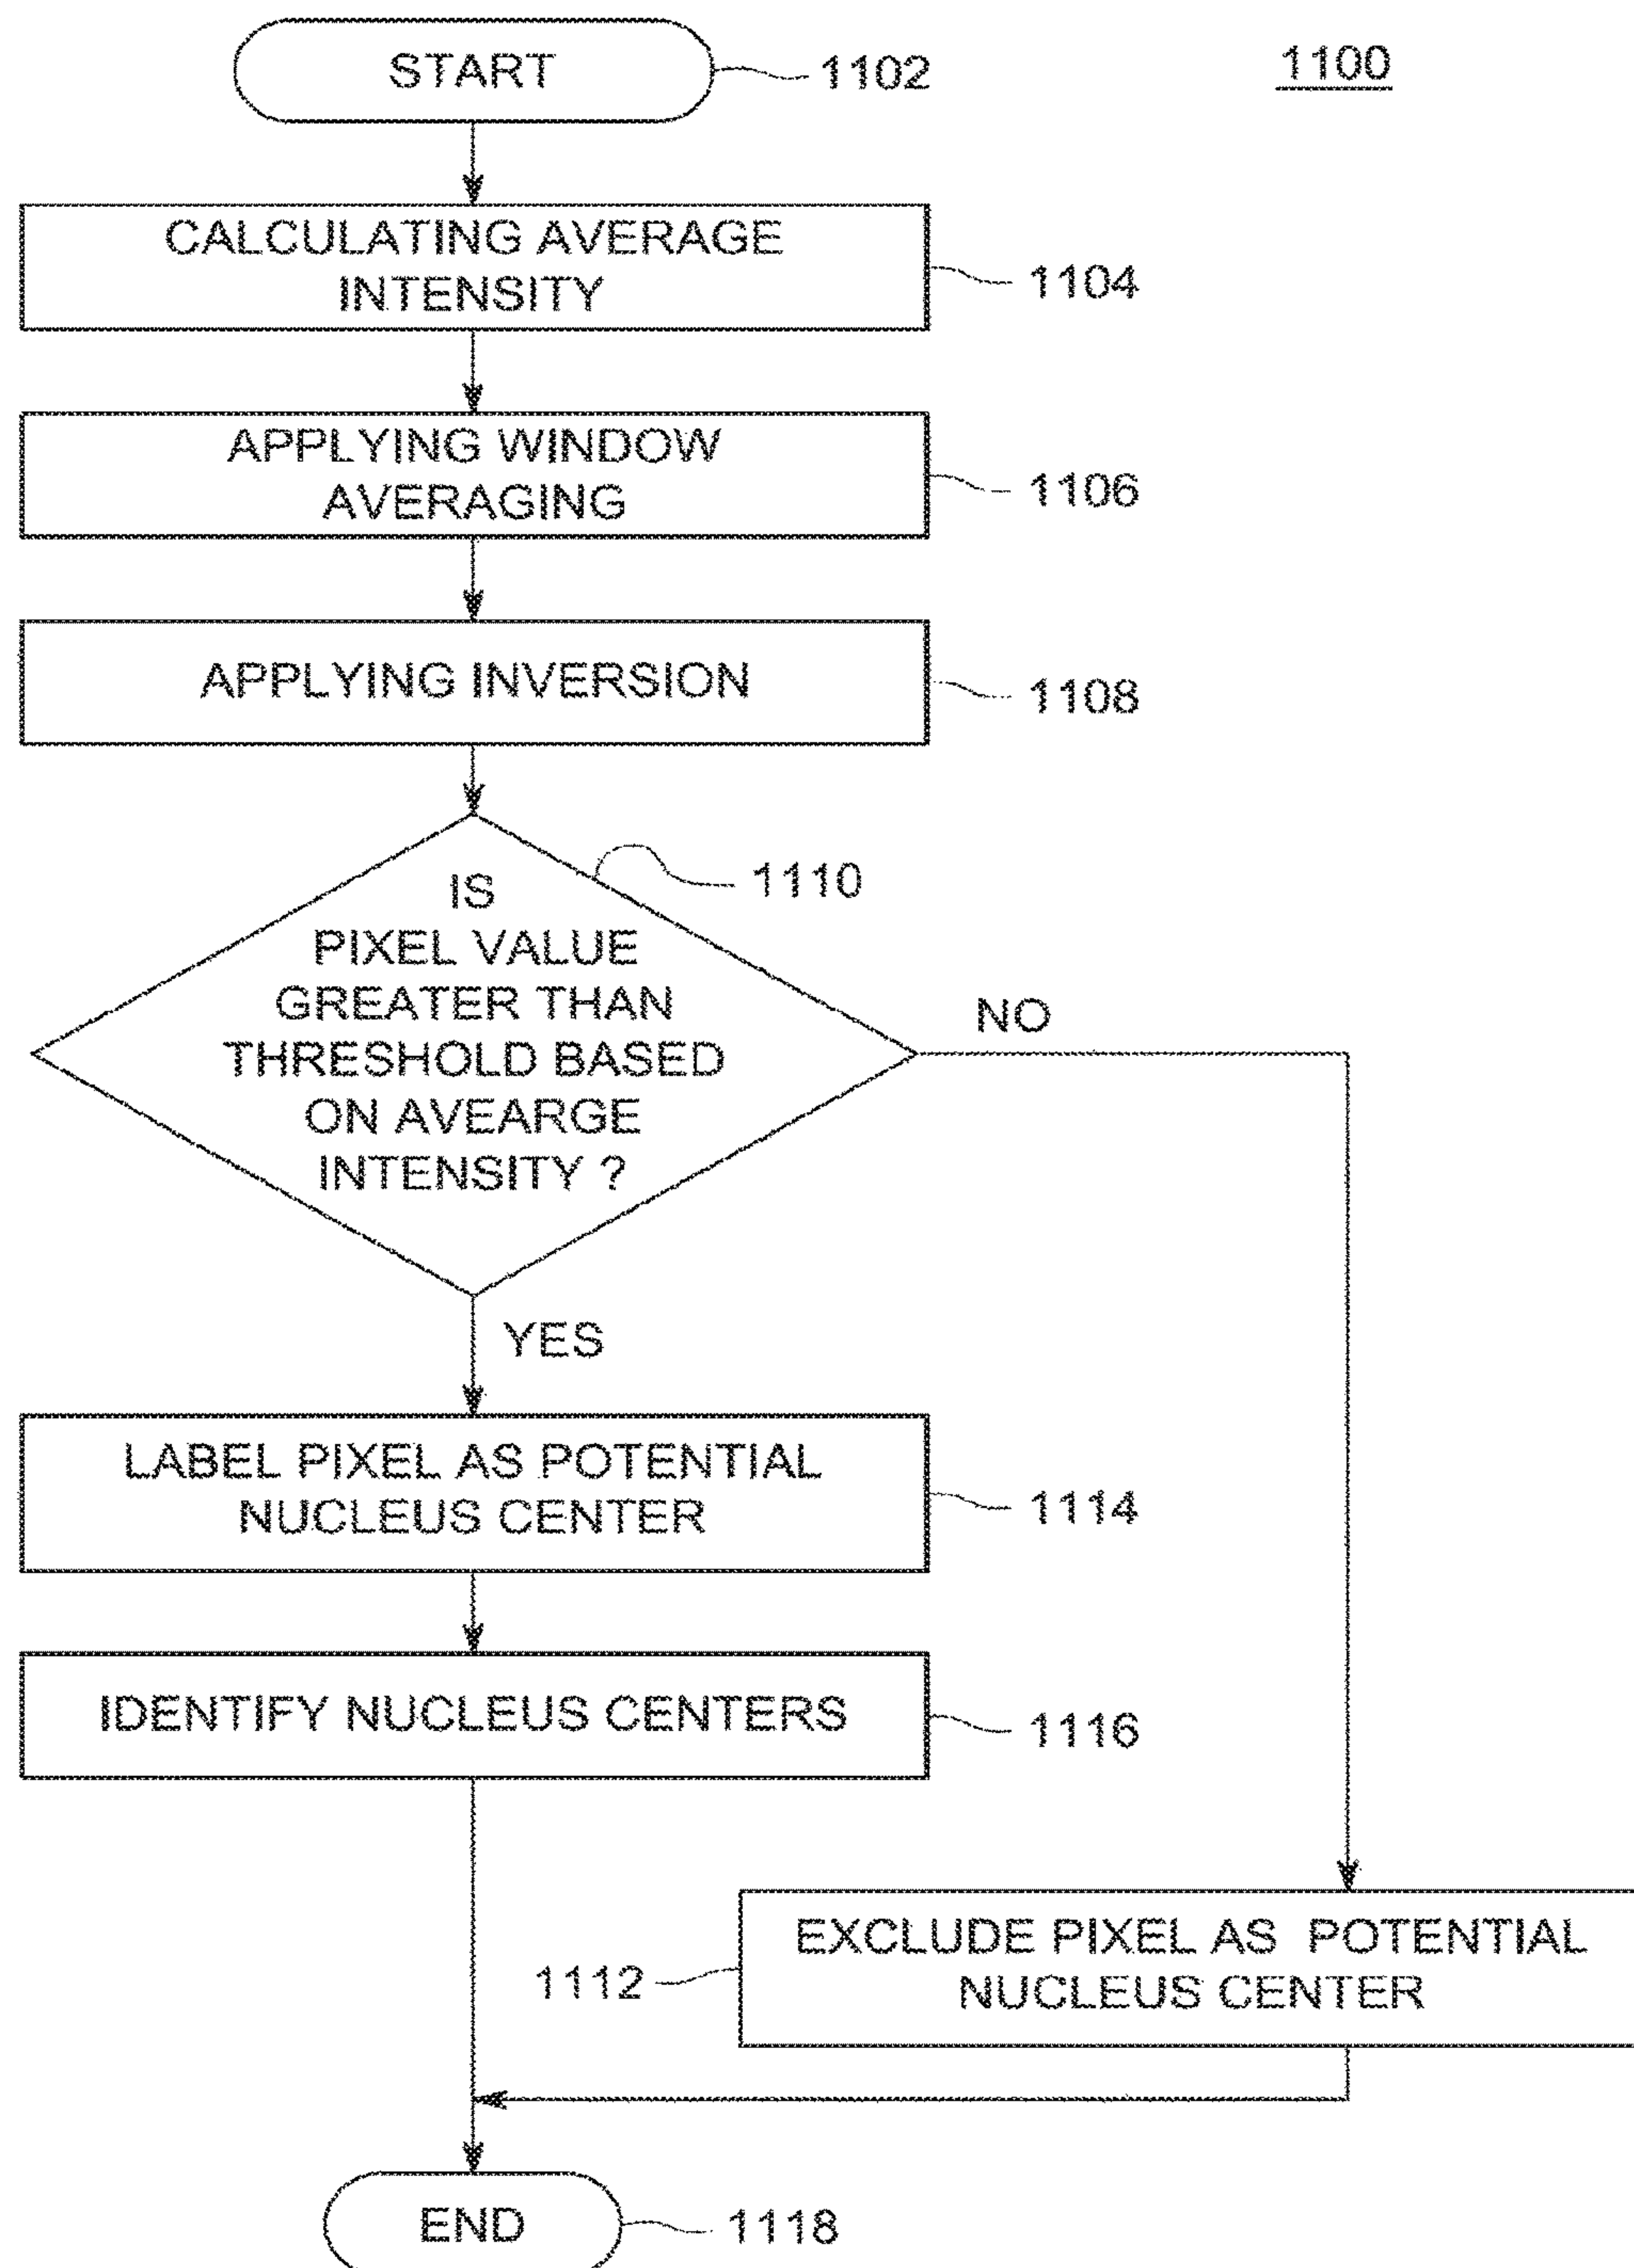 START
1102
1100
CALCULATING AVERAGE
INTENSITY
1104
APPLYING WINDOW
AVERAGING
1106
APPLYING INVERSION
1108
IS
PIXEL VALUE
GREATER THAN
THRESHOLD BASED
ON AVEARGE
INTENSITY ?
1110
NO
YES
LABEL PIXEL AS POTENTIAL
NUCLEUS CENTER
1114
IDENTIFY NUCLEUS CENTERS
1116
EXCLUDE PIXEL AS POTENTIAL
NUCLEUS CENTER
1112
END
1118